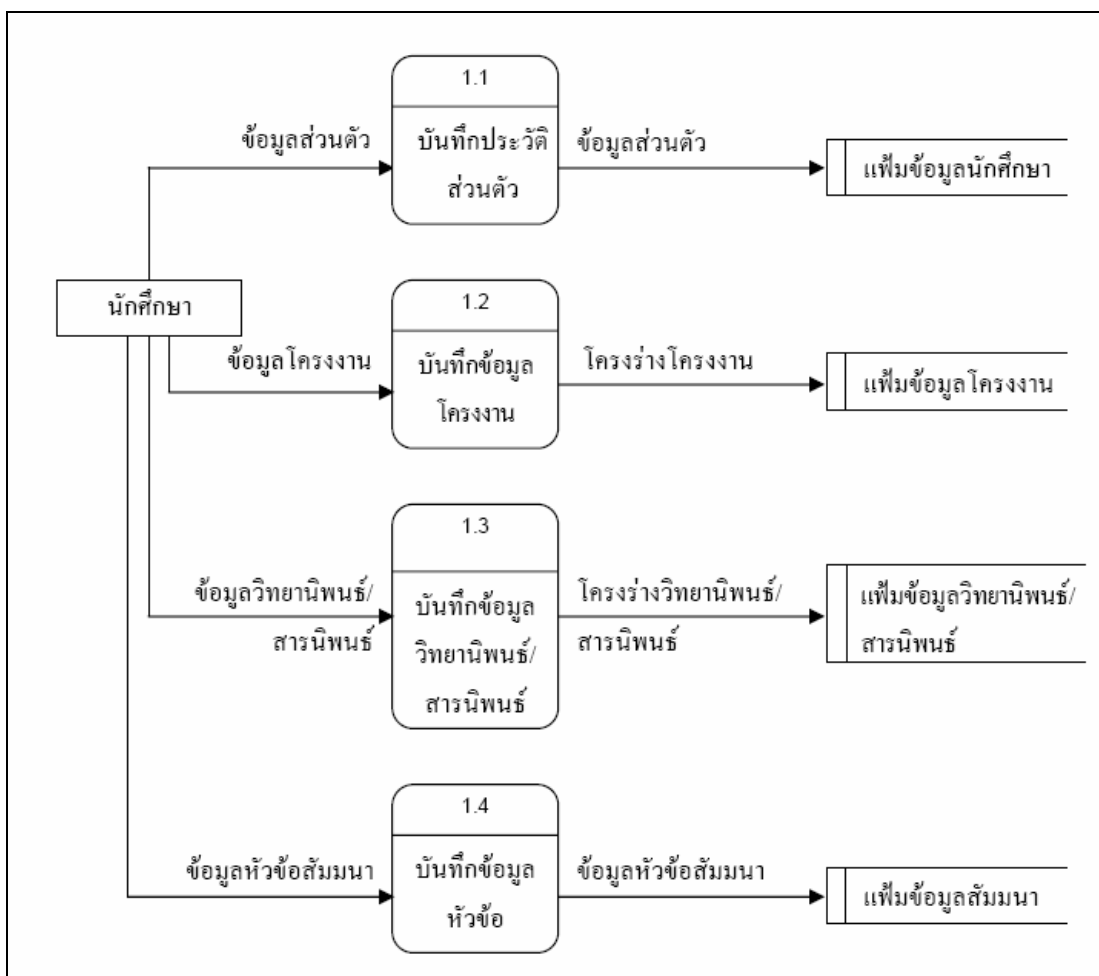 1.1
ข้อมูลส่วนตัว
บันทึกประวัติ
ส่วนตัว
ข้อมูลส่วนตัว
แฟ้มข้อมูลนักศึกษา
นักศึกษา
1.2
ข้อมูลโครงงาน
บันทึกข้อมูล
โครงงาน
โครงร่างโครงงาน
แฟ้มข้อมูลโครงงาน
1.3
ข้อมูลวิทยานิพนธ์/
สารนิพนธ์
บันทึกข้อมูล
วิทยานิพนธ์/
สารนิพนธ์
โครงร่างวิทยานิพนธ์/
สารนิพนธ์
แฟ้มข้อมูลวิทยานิพนธ์/
สารนิพนธ์
1.4
ข้อมูลหัวข้อสัมมนา
บันทึกข้อมูล
หัวข้อ
ข้อมูลหัวข้อสัมมนา
แฟ้มข้อมูลสัมมนา